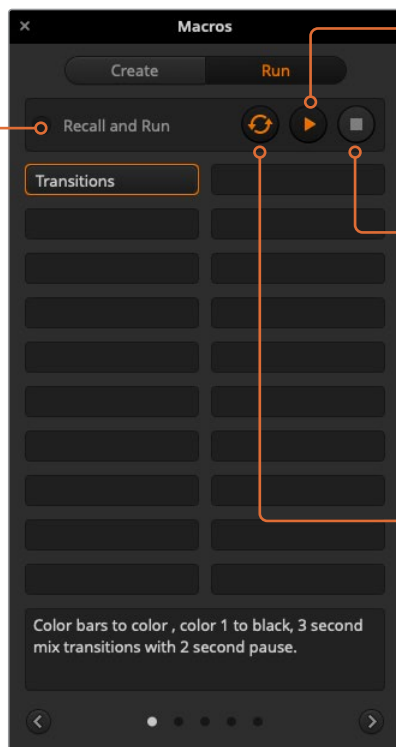 Macros
Create Run
Recall and Run
Transitions
Color bars to color , color 1 to black, 3 second
mix transitions with 2 second pause.